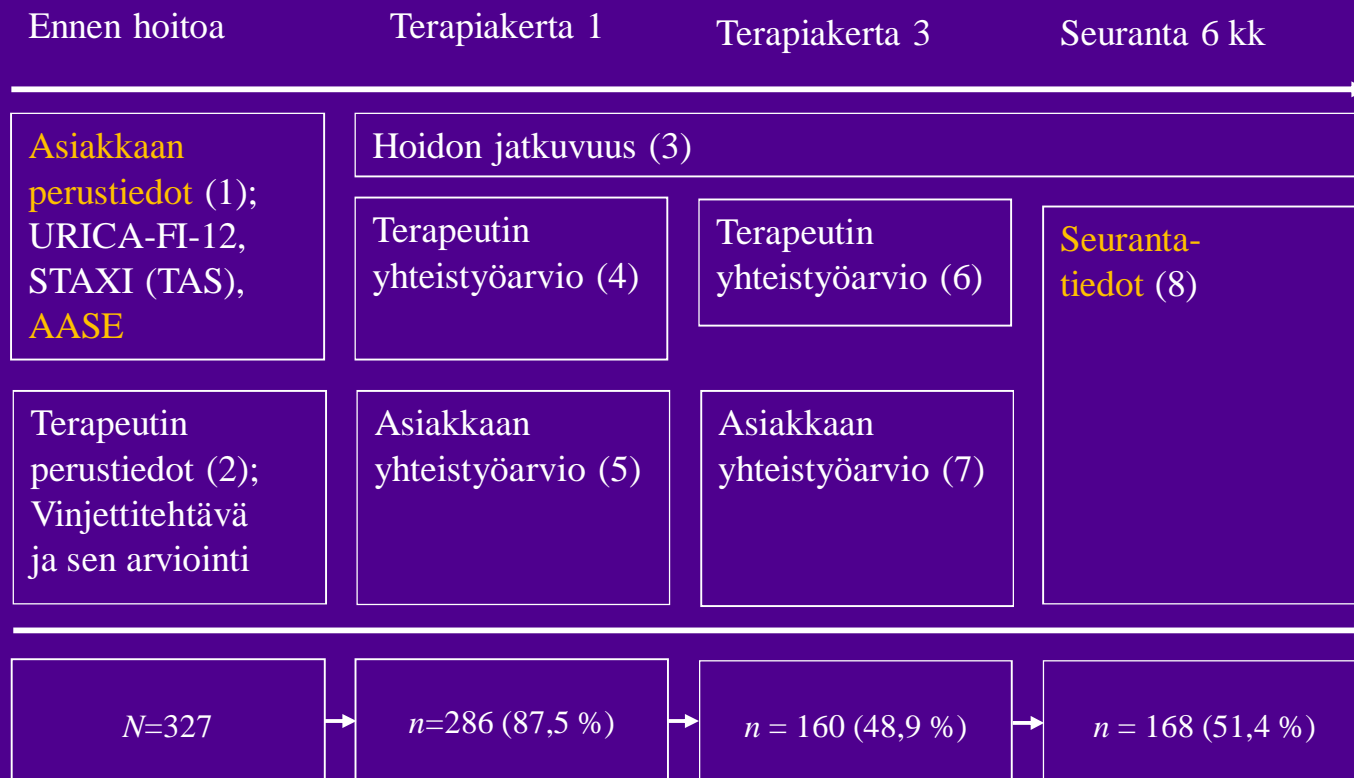 Ennen hoitoa
Terapiakerta 1
Terapiakerta 3
Seuranta 6 kk
Asiakkaan
perustiedot (1);
URICA-FI-12,
STAXI (TAS),
AASE
Hoidon jatkuvuus (3)
Terapeutin
yhteistyöarvio (4)
Terapeutin
yhteistyöarvio (6)
Seuranta-
tiedot (8)
Terapeutin
perustiedot (2);
Vinjettitehtävä
ja sen arviointi
Asiakkaan
yhteistyöarvio (5)
Asiakkaan
yhteistyöarvio (7)
N=327
n=286 (87,5 %)
n = 160 (48,9 %)
n = 168 (51,4 %)